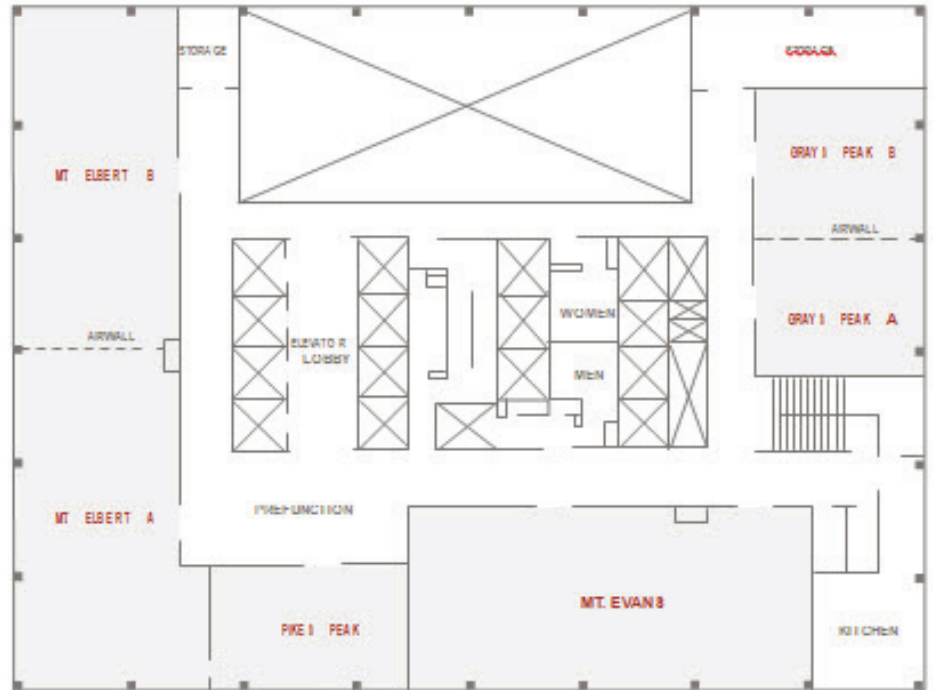 STORAGE
STORAGE
MT ELBERT B
GRAY'S PEAK B
AIRWALL
GRAY'S PEAK A
AIRWALL
ELEVATOR
LOBBY
WOMEN
MEN
MT ELBERT A
PREFUNCTION
MT. EVANS
PIKE'S PEAK
KITCHEN